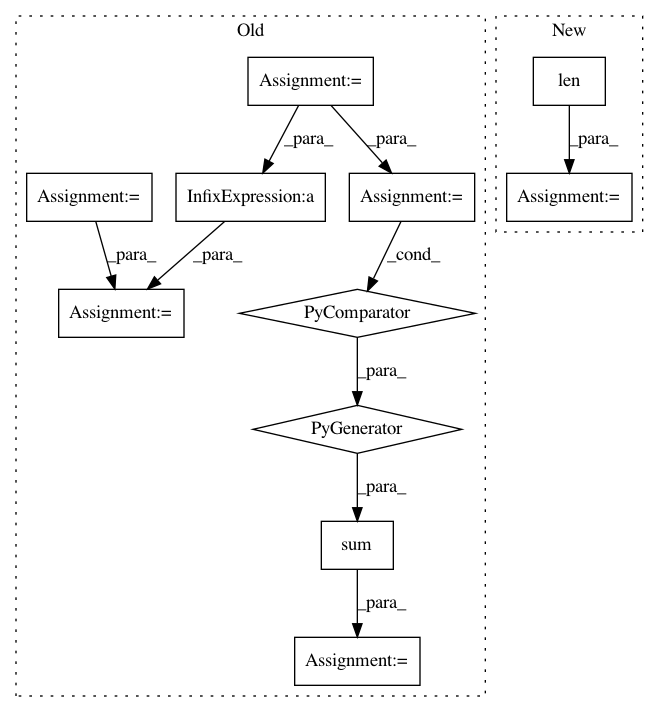 Old
New
Assignment:=
len
_para_
_para_
_para_
Assignment:=
InfixExpression:a
Assignment:=
Assignment:=
_para_
_para_
_cond_
Assignment:=
PyComparator
_para_
PyGenerator
_para_
sum
_para_
Assignment:=